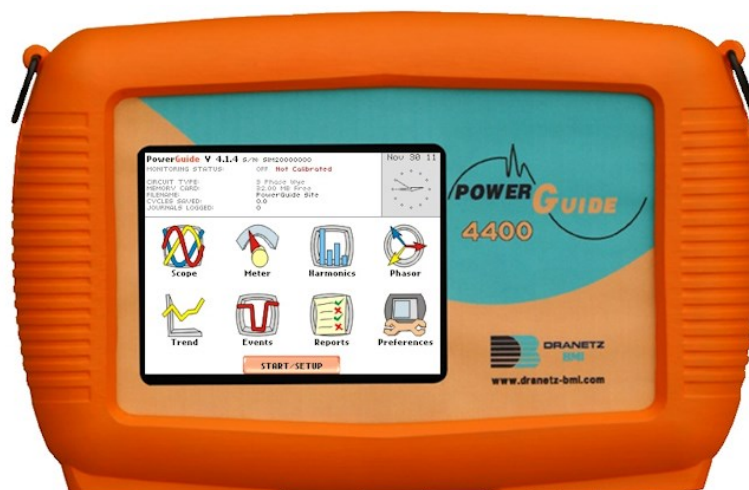 PowerGuide V 4.1.4 S/N SIM20000000
Nov 30 11
MONITORING STATUS: OFF Not Calibrated
CIRCUIT TYPE: 3 Phase Wye
MEMORY CARD: 32.00 MB Free
FILENAME: PowerGuide Site
CYCLES SAVED: 0.0
JOURNALS LOGGED: 0
Scope
Meter
Harmonics
Phasor
Trend
Events
Reports
Preferences
START/SETUP
POWER GUIDE
4400
DRANETZ
BMI
www.dranetz-bmi.com